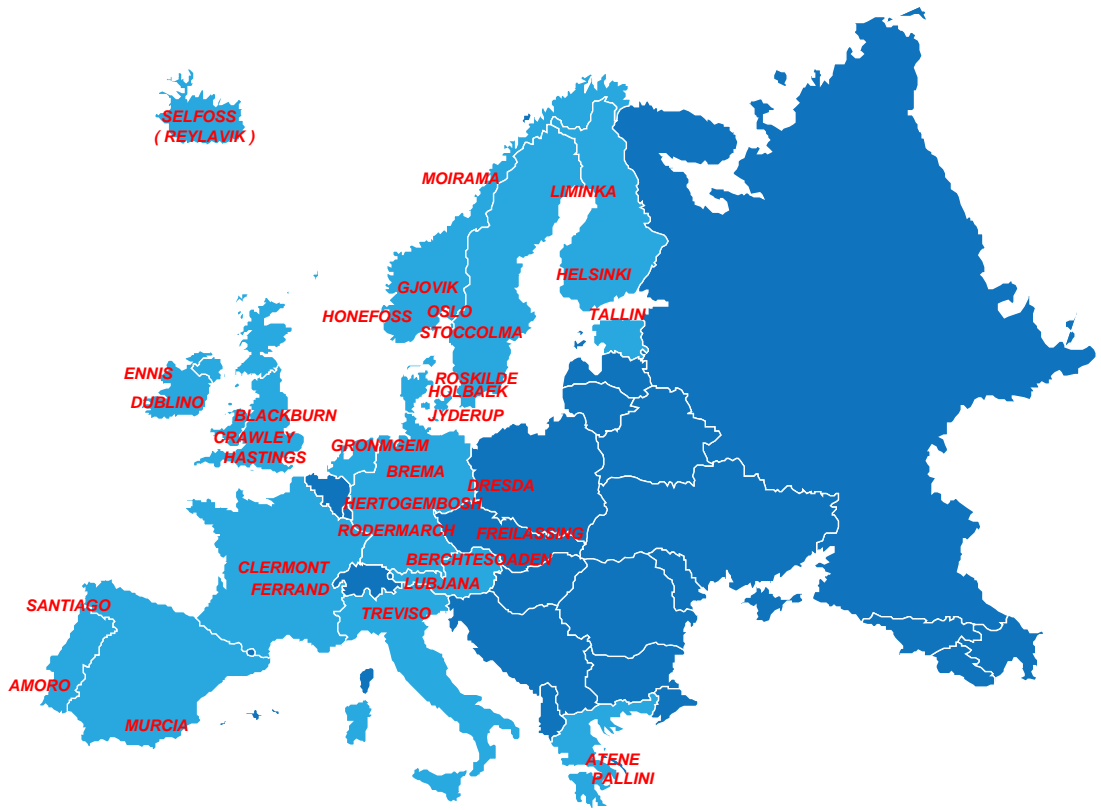 SELFOSS
( REYLAVIK )
MOIRAMA
LIMINKA
HELSINKI
GJOVIK
HONEFOSS
OSLO
TALLIN
STOCCOLMA
ENNIS
ROSKILDE
HOLBAEK
DUBLINO
JYDERUP
BLACKBURN
CRAWLEY
GRONMGEM
HASTINGS
BREMA
DRESDA
HERTOGEMBOSH
RODERMARCH
FREILASSING
BERCHTESOADEN
CLERMONT
FERRAND
LUBJANA
SANTIAGO
TREVISO
AMORO
MURCIA
ATENE
PALLINI